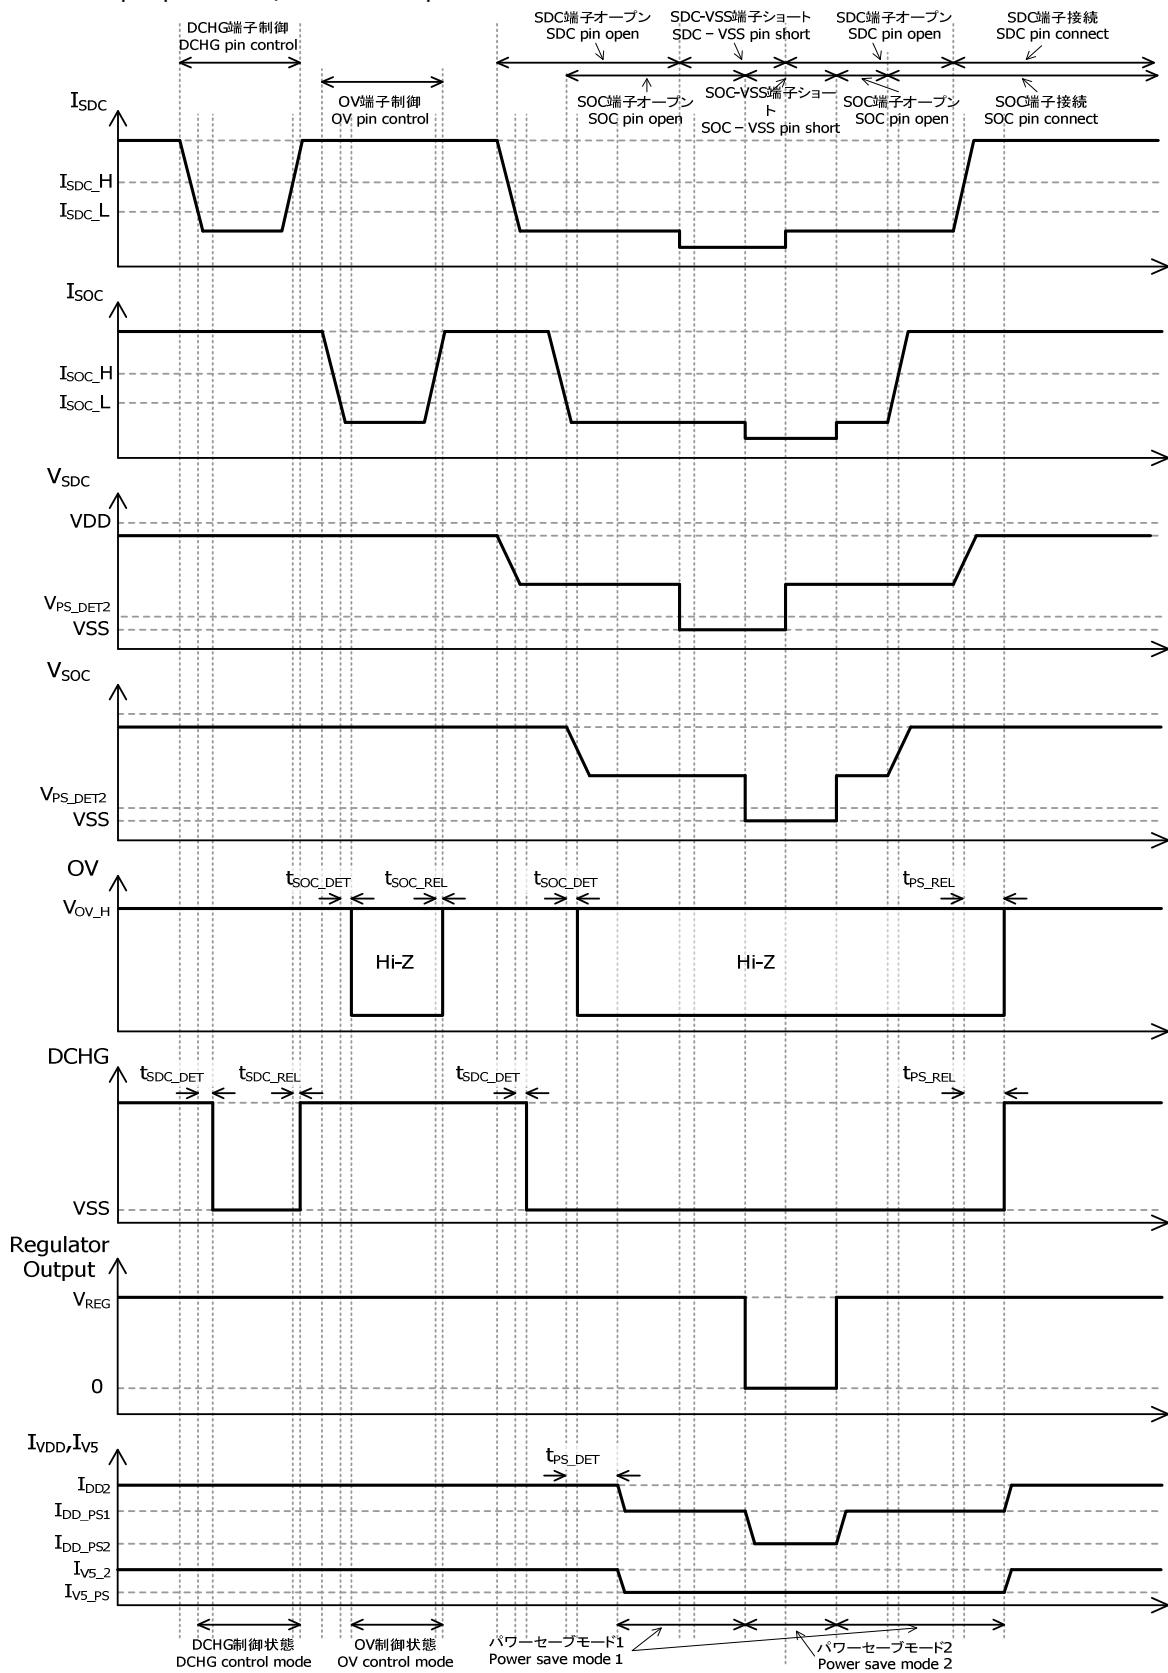 DCHG端子制御
DCHG pin control
OV端子制御
OV pin control
SDC端子オープン
SDC pin open
SDC-VSS端子ショート
SDC – VSS pin short
SDC端子オープン
SDC pin open
SDC端子接続
SDC pin connect
SOC端子オープン
SOC pin open
SOC-VSS端子ショー
ト
SOC – VSS pin short
SOC端子オープン
SOC pin open
SOC端子接続
SOC pin connect
ISDC
ISDC_H
ISDC_L
ISOC
ISOC_H
ISOC_L
VSDC
VDD
VPS_DET2
VSS
VSOC
VPS_DET2
VSS
OV
tSOC_DET
tSOC_REL
tSOC_DET
tPS_REL
VOV_H
Hi-Z
Hi-Z
DCHG
tSDC_DET
tSDC_REL
tSDC_DET
tPS_REL
VSS
Regulator
Output
VREG
0
IVDD,IV5
tPS_DET
IDD2
IDD_PS1
IDD_PS2
IV5_2
IV5_PS
DCHG制御状態
DCHG control mode
OV制御状態
OV control mode
パワーセーブモード1
Power save mode 1
パワーセーブモード2
Power save mode 2